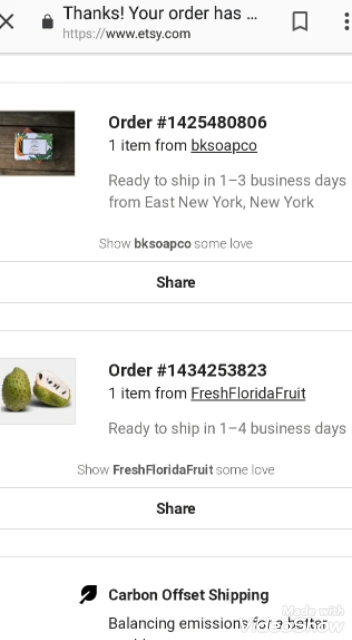 Thanks! Your order has ...
https://www.etsy.com
Order #1425480806
1 item from bksoapco
Ready to ship in 1–3 business days
from East New York, New York
Show bksoapco some love
Share
Order #1434253823
1 item from FreshFloridaFruit
Ready to ship in 1–4 business days
Show FreshFloridaFruit some love
Share
Carbon Offset Shipping
Balancing emissions for a better
Made with
VideoShow